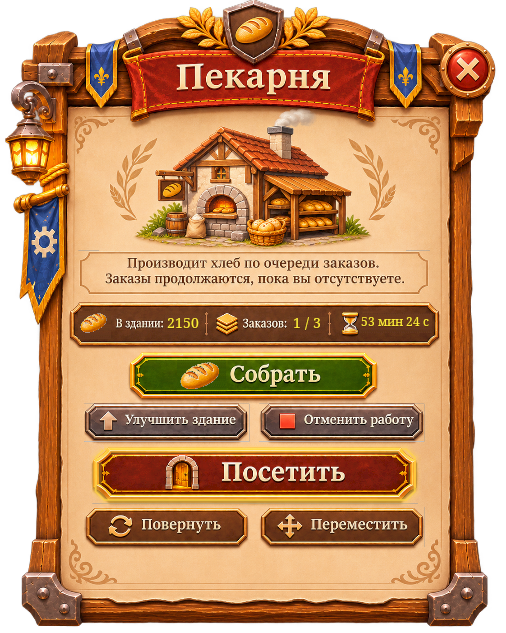 Пекарня
Производит хлеб по очереди заказов.
Заказы продолжаются, пока вы отсутствуете.
В здании: 2150 Заказов: 1 / 3 53 мин 24 с
Собрать
Улучшить здание Отменить работу
Посетить
Повернуть Переместить